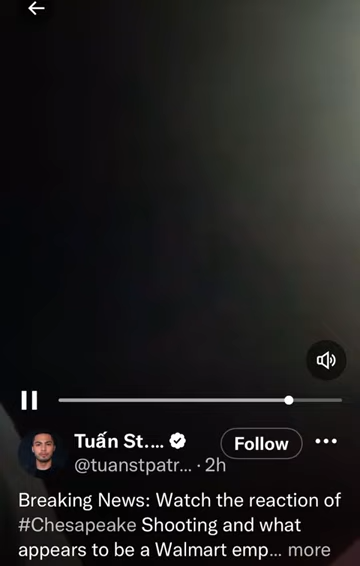 Tuấn St....
Follow
@tuanstpatr... · 2h
Breaking News: Watch the reaction of
#Chesapeake Shooting and what
appears to be a Walmart emp... more